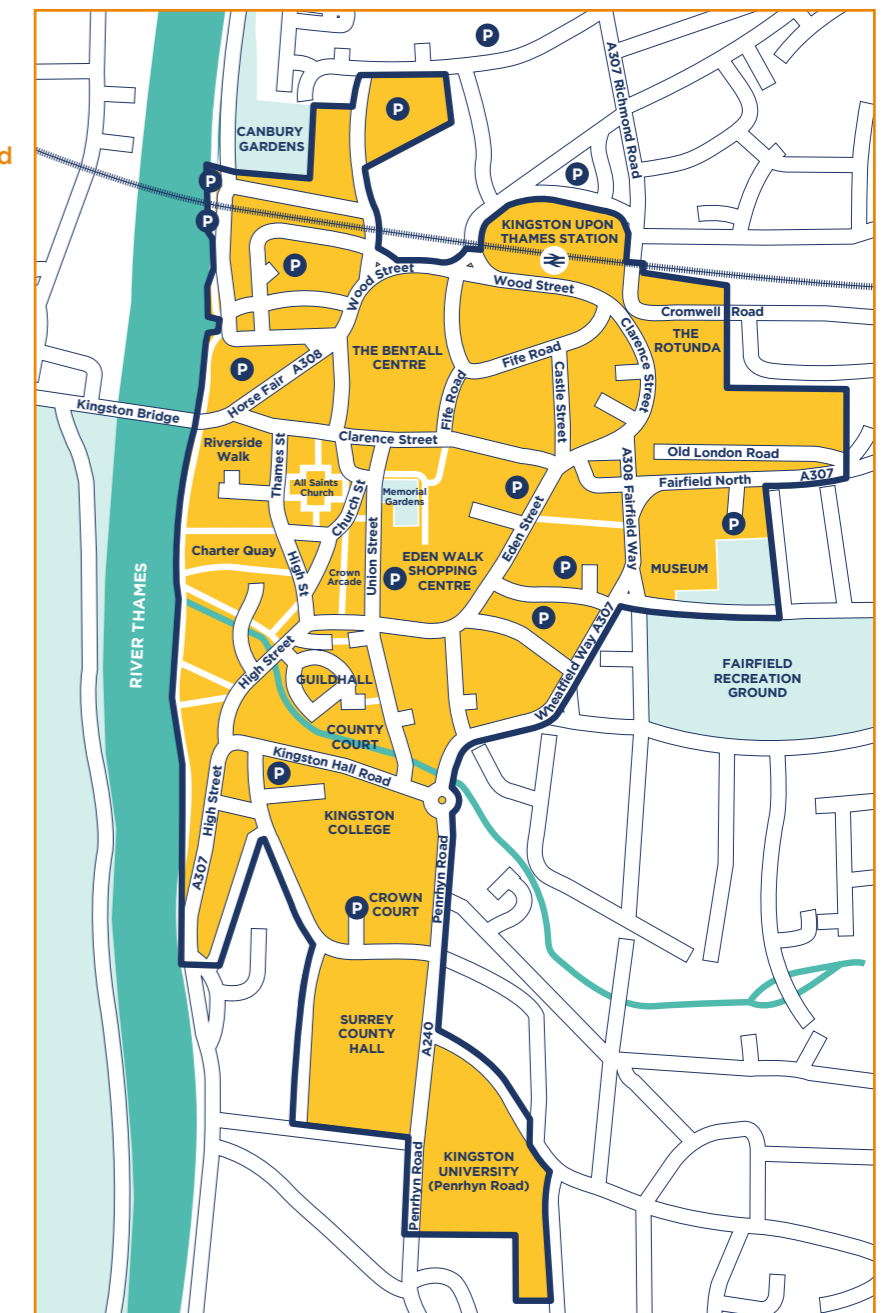 P
A307 Richmond Road
P
CANBURY
GARDENS
d
P
P
P
KINGSTON UPON
THAMES STATION
P
Wood Street
Wood Street
Cromwell Road
THE
ROTUNDA
Clarence Street
THE BENTALL
CENTRE
Fife Road
Castle Street
P
Horse Fair A308
Fife Road
Kingston Bridge
Clarence Street
Riverside
Walk
Thames St
Old London Road
A307
Fairfield North
A308 Fairfield Way
All Saints
Church
Church St
Memorial
Gardens
P
P
Eden Street
Union Street
Charter Quay
High St
Crown
Arcade
P
EDEN WALK
SHOPPING
CENTRE
P
MUSEUM
P
RIVER THAMES
Wheatfield Way A307
High Street
GUILDHALL
FAIRFIELD
RECREATION
GROUND
COUNTY
COURT
Kingston Hall Road
P
High Street
KINGSTON
COLLEGE
A307
Penrhyn Road
P
CROWN
COURT
SURREY
COUNTY
HALL
A240
Penrhyn Road
KINGSTON
UNIVERSITY
(Penrhyn Road)